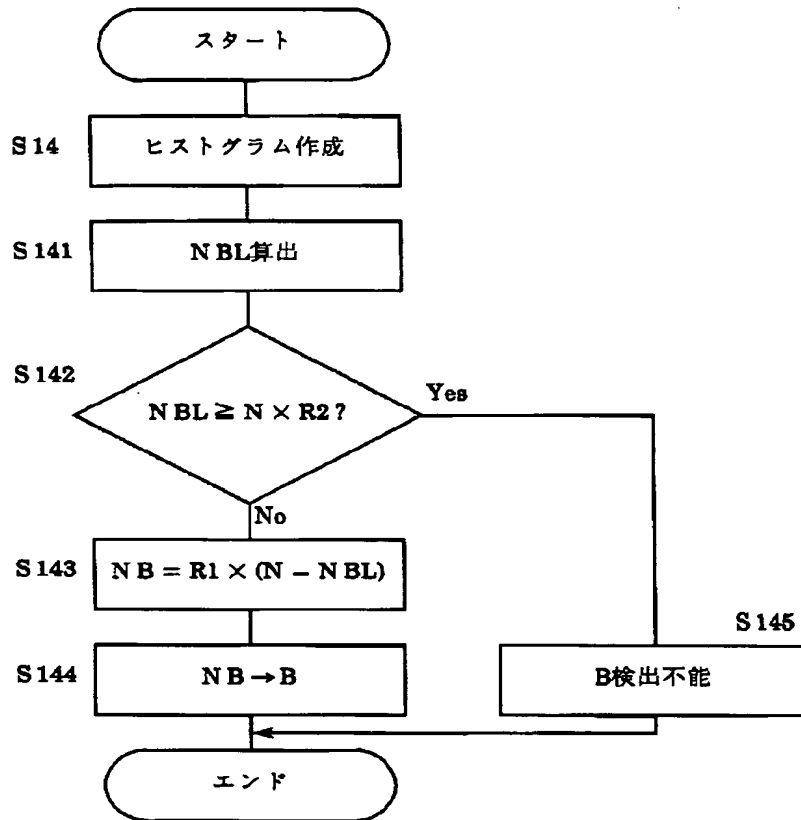 スタート
S14
ヒストグラム作成
S141
NBL算出
S142
NBL ≧ N × R2?
Yes
No
S143
NB = R1 × (N − NBL)
S144
NB→B
S145
B検出不能
エンド